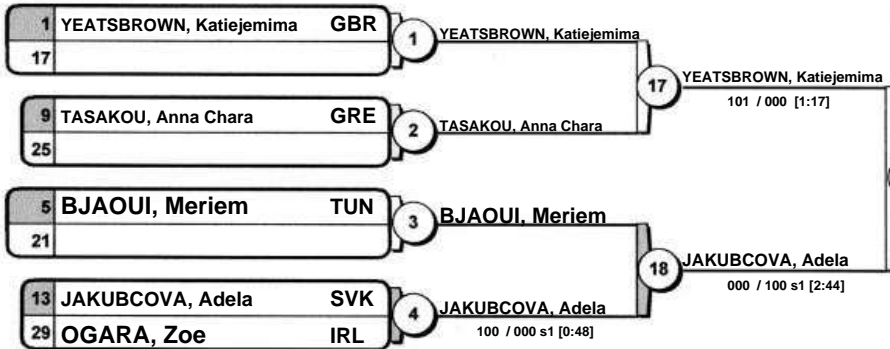 1 YEATSBROWN, Katiejemima GBR
17
1 YEATSBROWN, Katiejemima
17 YEATSBROWN, Katiejemima
101 / 000 [1:17]
9 TASAKOU, Anna Chara GRE
25
2 TASAKOU, Anna Chara
5 BJAOUI, Meriem TUN
21
3 BJAOUI, Meriem
18 JAKUBCOVA, Adela
000 / 100 s1 [2:44]
13 JAKUBCOVA, Adela SVK
29 OGARA, Zoe IRL
4 JAKUBCOVA, Adela
100 / 000 s1 [0:48]